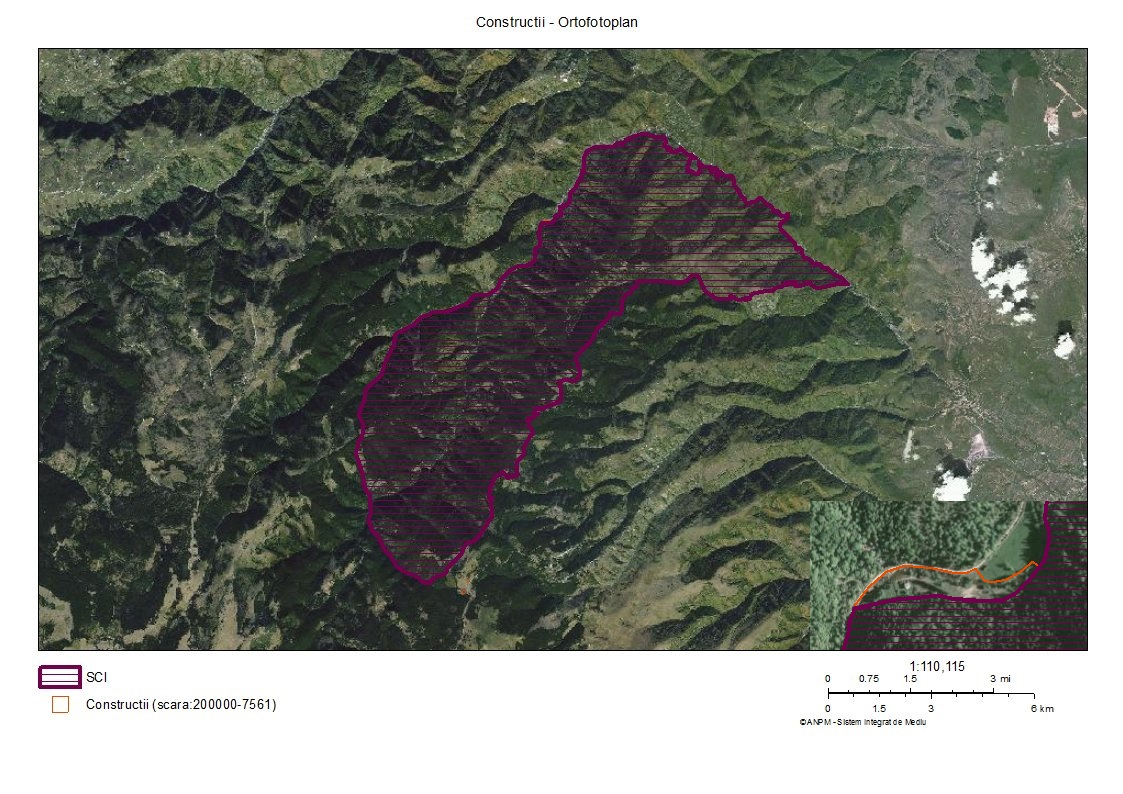 Constructii - Ortofotoplan
SCI
Constructii (scara:200000-7561)
1:110,115
0 0.75 1.5 3 mi
0 1.5 3 6 km
©ANPM - Sistem Integrat de Mediu